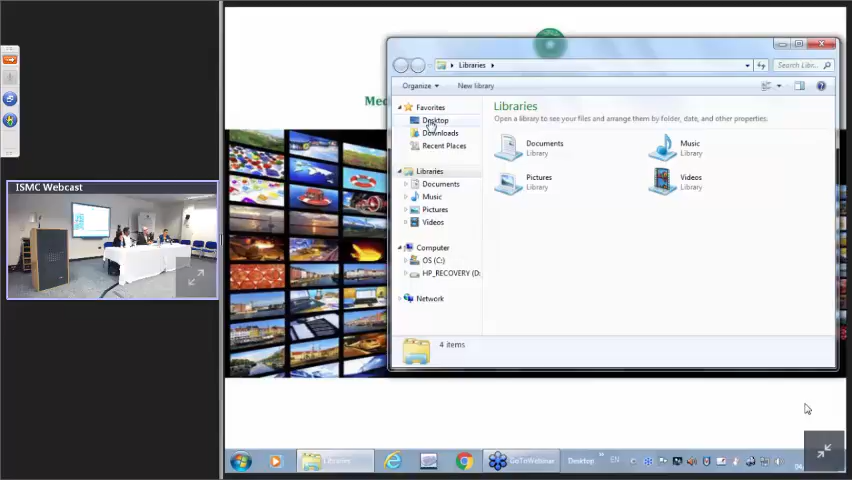 ISMC Webcast
Med
Libraries
Search Libr...
Organize
New library
Favorites
Desktop
Downloads
Recent Places
Libraries
Documents
Music
Pictures
Videos
Computer
OS (C:)
HP_RECOVERY (D:
Network
Libraries
Open a library to see your files and arrange them by folder, date, and other properties.
Documents
Library
Music
Library
Pictures
Library
Videos
Library
4 items
Libraries
GoToWebinar
Desktop
EN